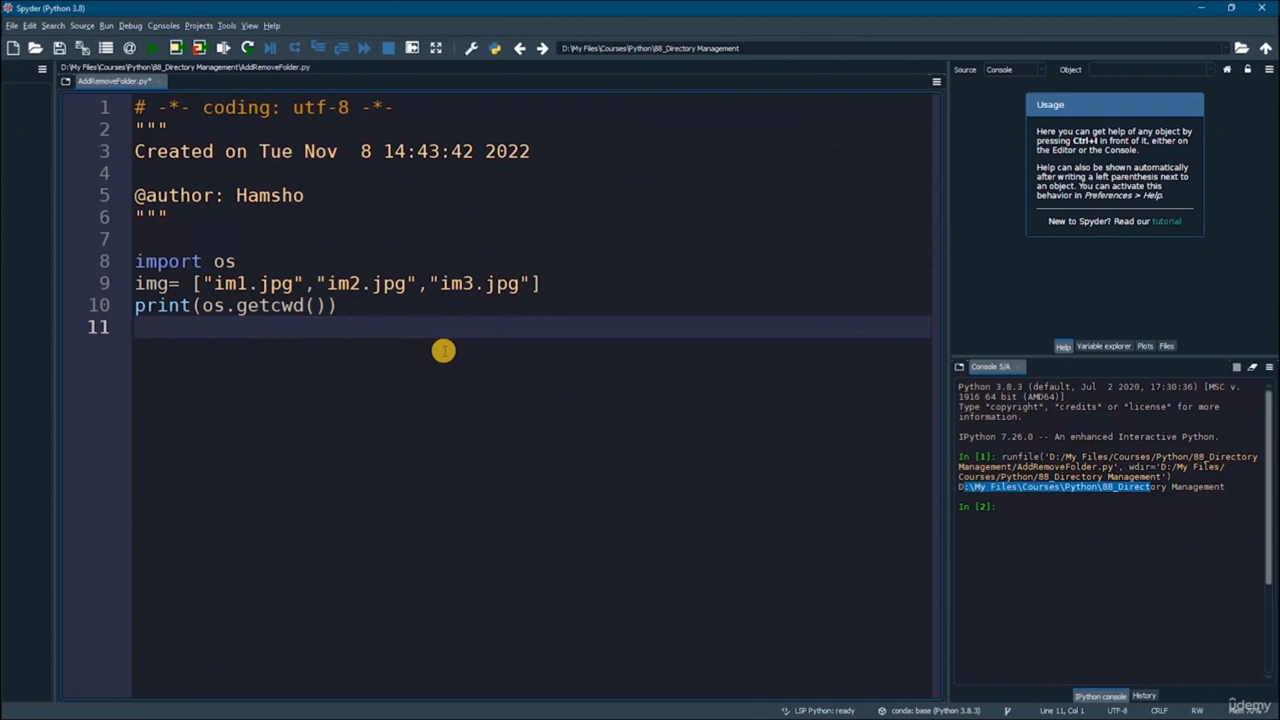 Spyder (Python 3.8)
File Edit Search Source Run Debug Consoles Projects Tools View Help
D:\My Files\Courses\Python\88_Directory Management
D:\My Files\Courses\Python\88_Directory Management\AddRemoveFolder.py
AddRemoveFolder.py*
1 # -*- coding: utf-8 -*-
2 """
3 Created on Tue Nov  8 14:43:42 2022
4
5 @author: Hamsho
6 """
7
8 import os
9 img= ["im1.jpg","im2.jpg","im3.jpg"]
10 print(os.getcwd())
11
Source Console Object
Usage
Here you can get help of any object by
pressing Ctrl+I in front of it, either on
the Editor or the Console.
Help can also be shown automatically
after writing a left parenthesis next to
an object. You can activate this
behavior in Preferences > Help.
New to Spyder? Read our tutorial
Help Variable explorer Plots Files
Console 5/A
Python 3.8.3 (default, Jul  2 2020, 17:30:36) [MSC v.
1916 64 bit (AMD64)]
Type "copyright", "credits" or "license" for more
information.
IPython 7.26.0 -- An enhanced Interactive Python.
In [1]: runfile('D:/My Files/Courses/Python/88_Directory
Management/AddRemoveFolder.py', wdir='D:/My Files/
Courses/Python/88_Directory Management')
D:\My Files\Courses\Python\88_Directory Management
In [2]:
IPython console History
LSP Python: ready conda: base (Python 3.8.3) Line 11, Col 1 UTF-8 CRLF RW
udemy